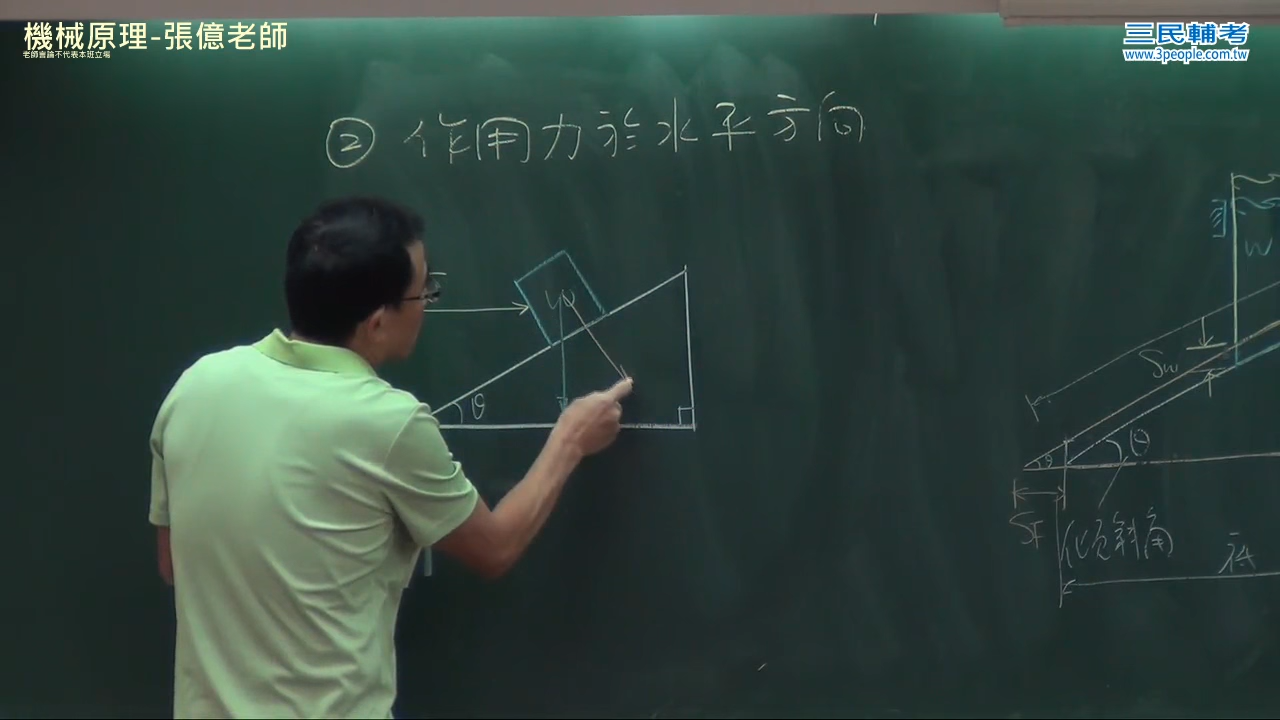 機械原理-張億老師
老師言論不代表本班立場
三民輔考
www.3people.com.tw
② 作用力於水平方向
F
W
θ
W
Sw
θ
θ
SF
傾斜角
底